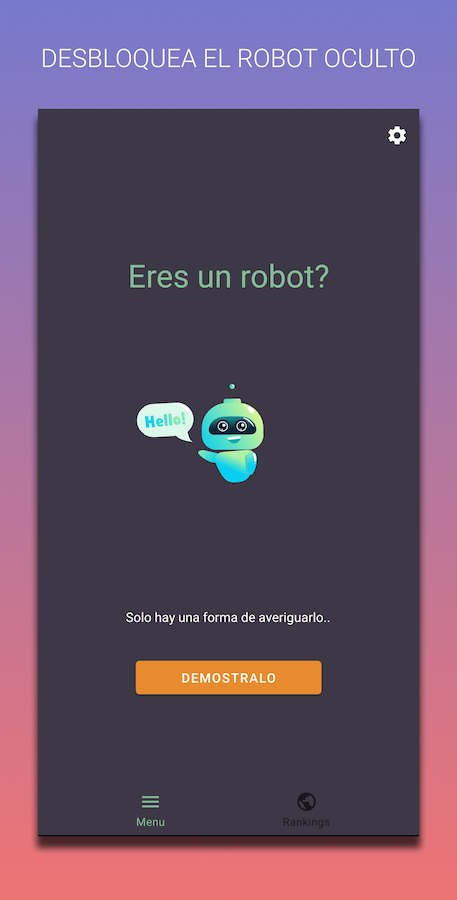 DESBLOQUEA EL ROBOT OCULTO
Eres un robot?
Hello!
Solo hay una forma de averiguarlo..
DEMOSTRALO
Menu
Rankings